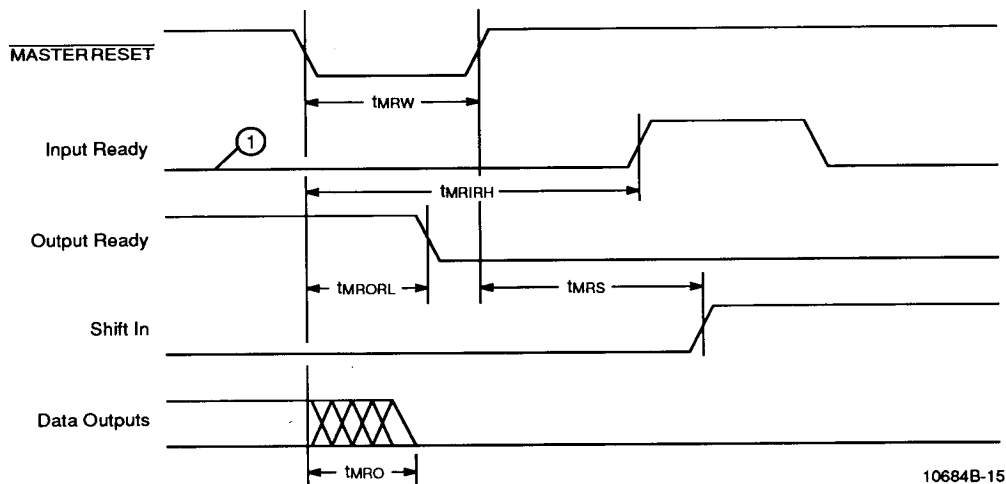 MASTER RESET
tMRW
Input Ready
1
tMRIRH
Output Ready
tMRORL
tMRS
Shift In
Data Outputs
tMRO
10684B-15